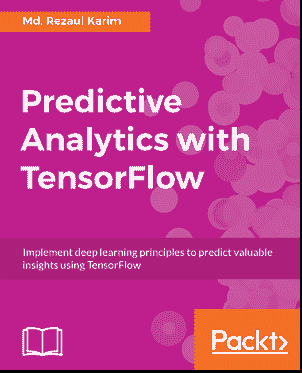 Md. Rezaul Karim
Predictive
Analytics with
TensorFlow
Implement deep learning principles to predict valuable
insights using TensorFlow
Packt>